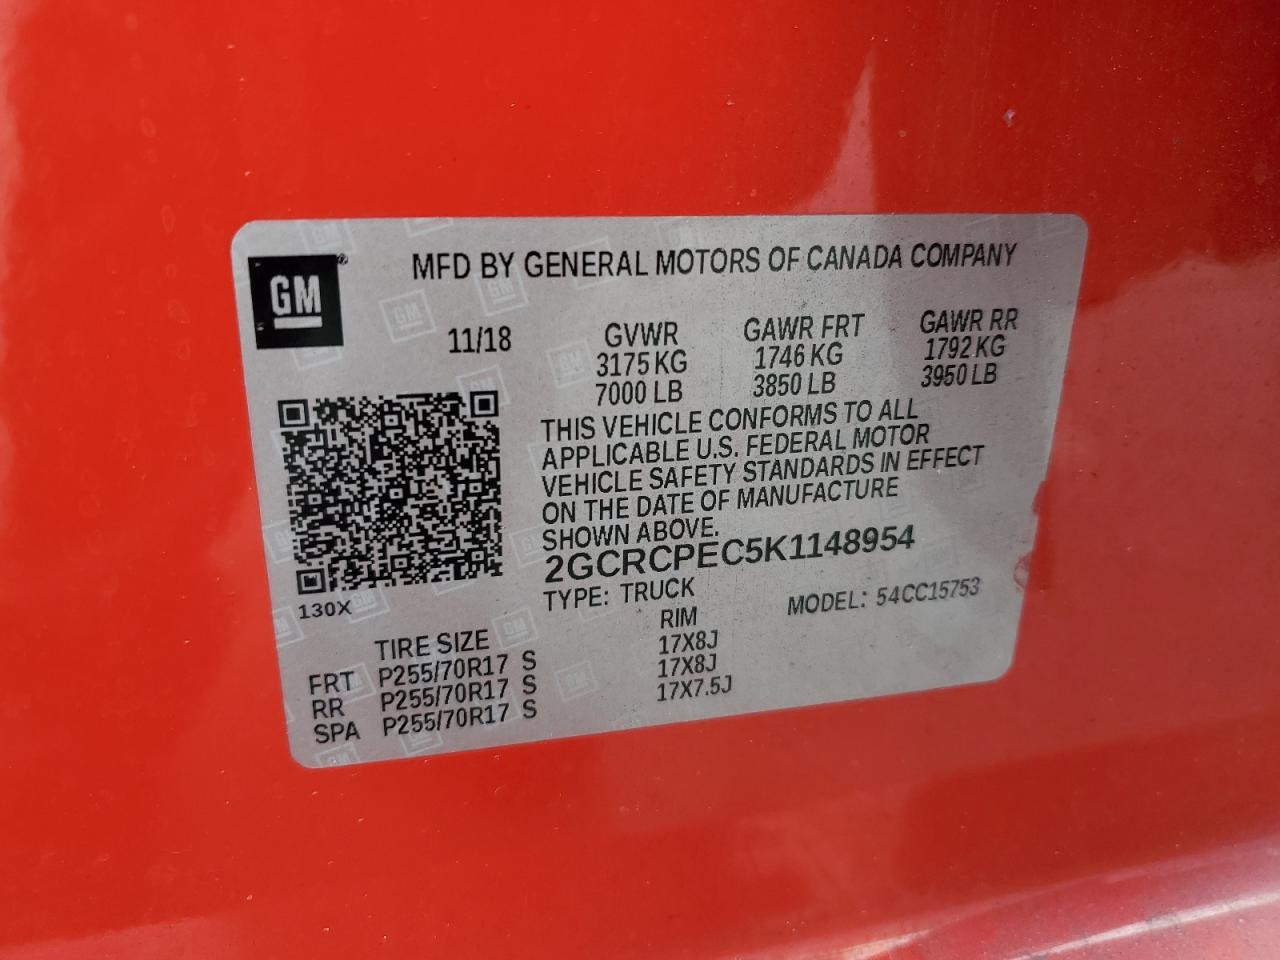 GM®
MFD BY GENERAL MOTORS OF CANADA COMPANY
11/18 GVWR GAWR FRT GAWR RR
3175 KG 1746 KG 1792 KG
7000 LB 3850 LB 3950 LB
THIS VEHICLE CONFORMS TO ALL
APPLICABLE U.S. FEDERAL MOTOR
VEHICLE SAFETY STANDARDS IN EFFECT
ON THE DATE OF MANUFACTURE
SHOWN ABOVE.
2GCRCPEC5K1148954
130X
TYPE: TRUCK MODEL: 54CC15753
TIRE SIZE RIM
FRT P255/70R17 S 17X8J
RR P255/70R17 S 17X8J
SPA P255/70R17 S 17X7.5J